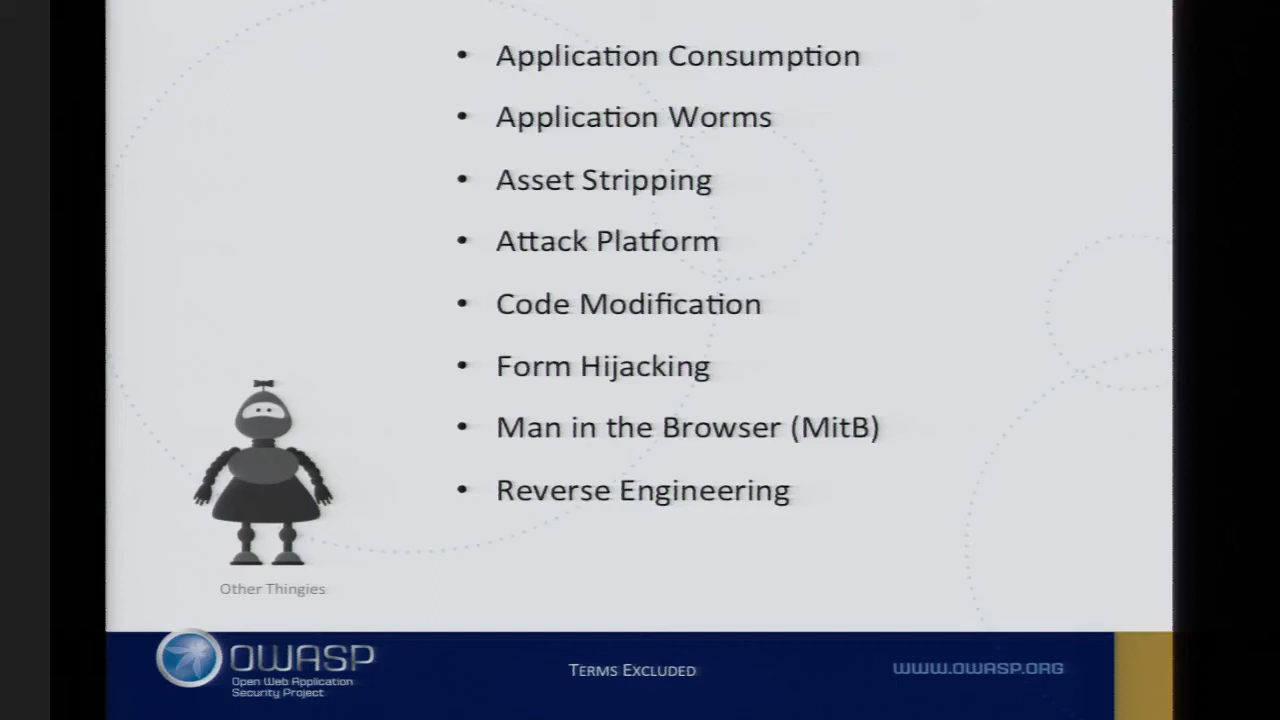 • Application Consumption
• Application Worms
• Asset Stripping
• Attack Platform
• Code Modification
• Form Hijacking
• Man in the Browser (MitB)
• Reverse Engineering
Other Thingies
OWASP
Open Web Application
Security Project
TERMS EXCLUDED
WWW.OWASP.ORG